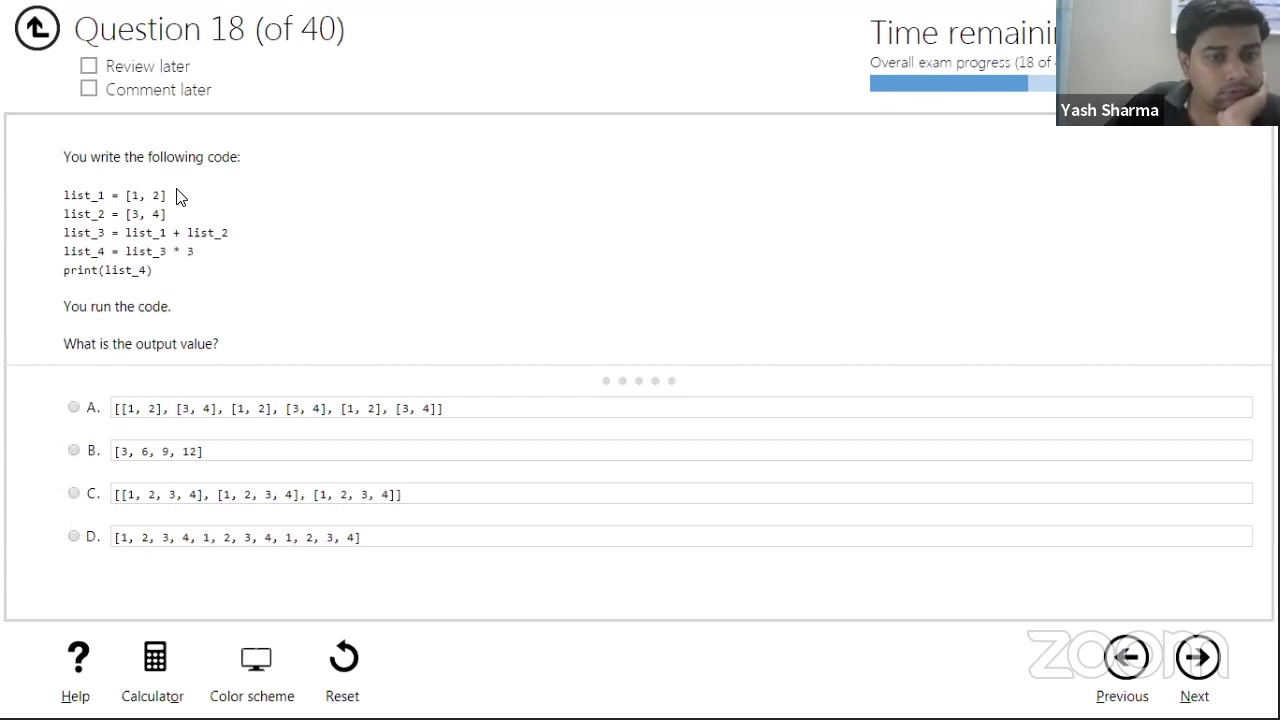 Question 18 (of 40)
Review later
Comment later
Time remaini
Overall exam progress (18 of
Yash Sharma
You write the following code:
list_1 = [1, 2]
list_2 = [3, 4]
list_3 = list_1 + list_2
list_4 = list_3 * 3
print(list_4)
You run the code.
What is the output value?
A. [[1, 2], [3, 4], [1, 2], [3, 4], [1, 2], [3, 4]]
B. [3, 6, 9, 12]
C. [[1, 2, 3, 4], [1, 2, 3, 4], [1, 2, 3, 4]]
D. [1, 2, 3, 4, 1, 2, 3, 4, 1, 2, 3, 4]
zoom
Help
Calculator
Color scheme
Reset
Previous
Next